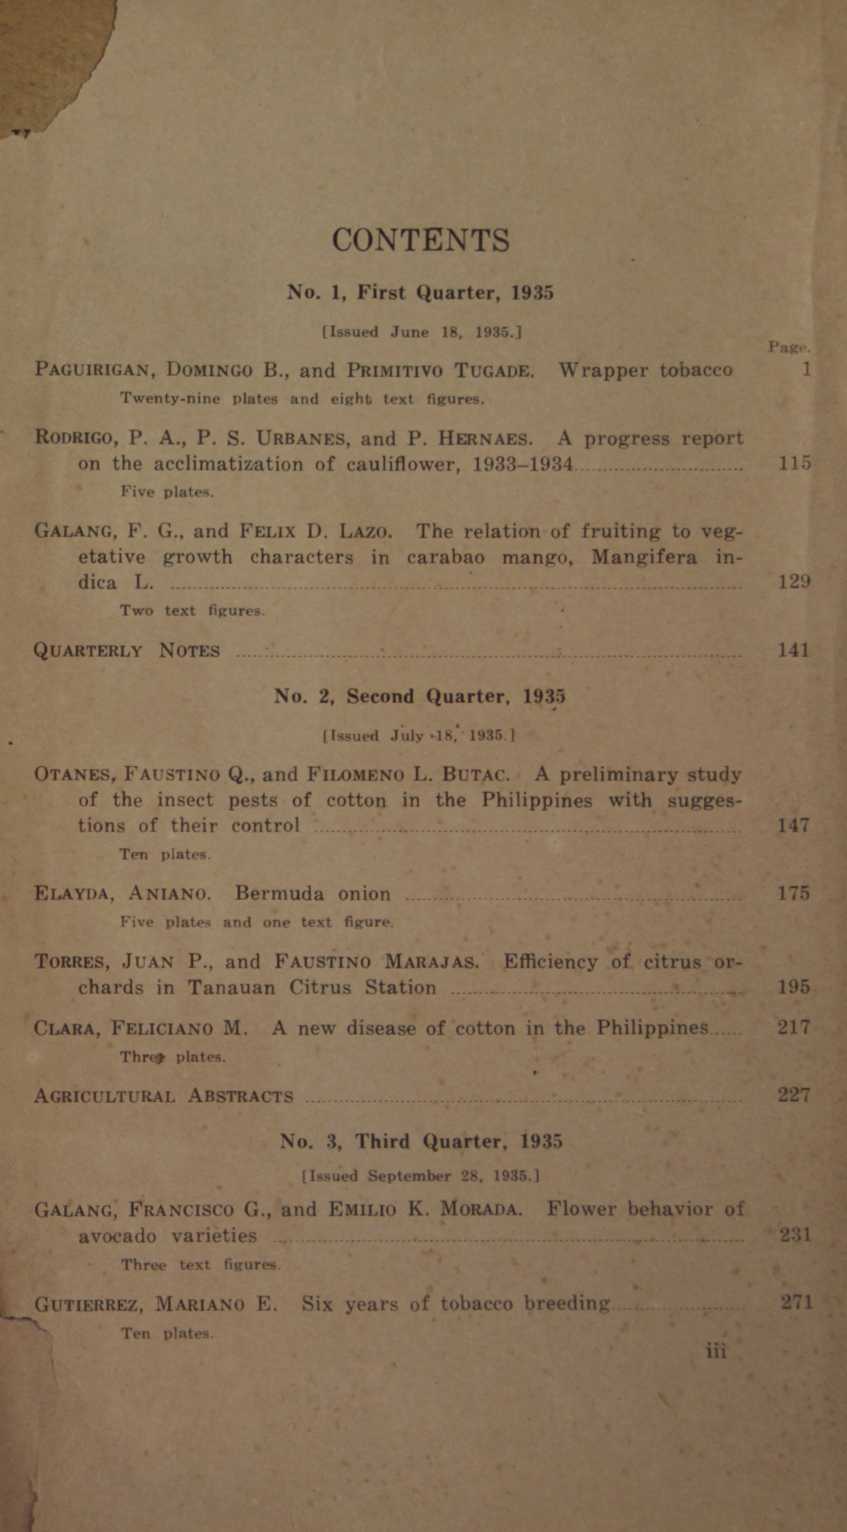 CONTENTS
No. 1, First Quarter, 1935
[Issued June 18, 1935.]
Page.
PAGUIRIGAN, DOMINGO B., and PRIMITIVO TUGADE. Wrapper tobacco 1
Twenty-nine plates and eight text figures.
RODRIGO, P. A., P. S. URBANES, and P. HERNAES. A progress report
on the acclimatization of cauliflower, 1933–1934 115
Five plates.
GALANG, F. G., and FELIX D. LAZO. The relation of fruiting to veg-
etative growth characters in carabao mango, Mangifera in-
dica L. 129
Two text figures.
QUARTERLY NOTES 141
No. 2, Second Quarter, 1935
[Issued July 18, 1935.]
OTANES, FAUSTINO Q., and FILOMENO L. BUTAC. A preliminary study
of the insect pests of cotton in the Philippines with sugges-
tions of their control 147
Ten plates.
ELAYDA, ANIANO. Bermuda onion 175
Five plates and one text figure.
TORRES, JUAN P., and FAUSTINO MARAJAS. Efficiency of citrus or-
chards in Tanauan Citrus Station 195
CLARA, FELICIANO M. A new disease of cotton in the Philippines 217
Three plates.
AGRICULTURAL ABSTRACTS 227
No. 3, Third Quarter, 1935
[Issued September 28, 1935.]
GALANG, FRANCISCO G., and EMILIO K. MORADA. Flower behavior of
avocado varieties 231
Three text figures.
GUTIERREZ, MARIANO E. Six years of tobacco breeding 271
Ten plates.
iii